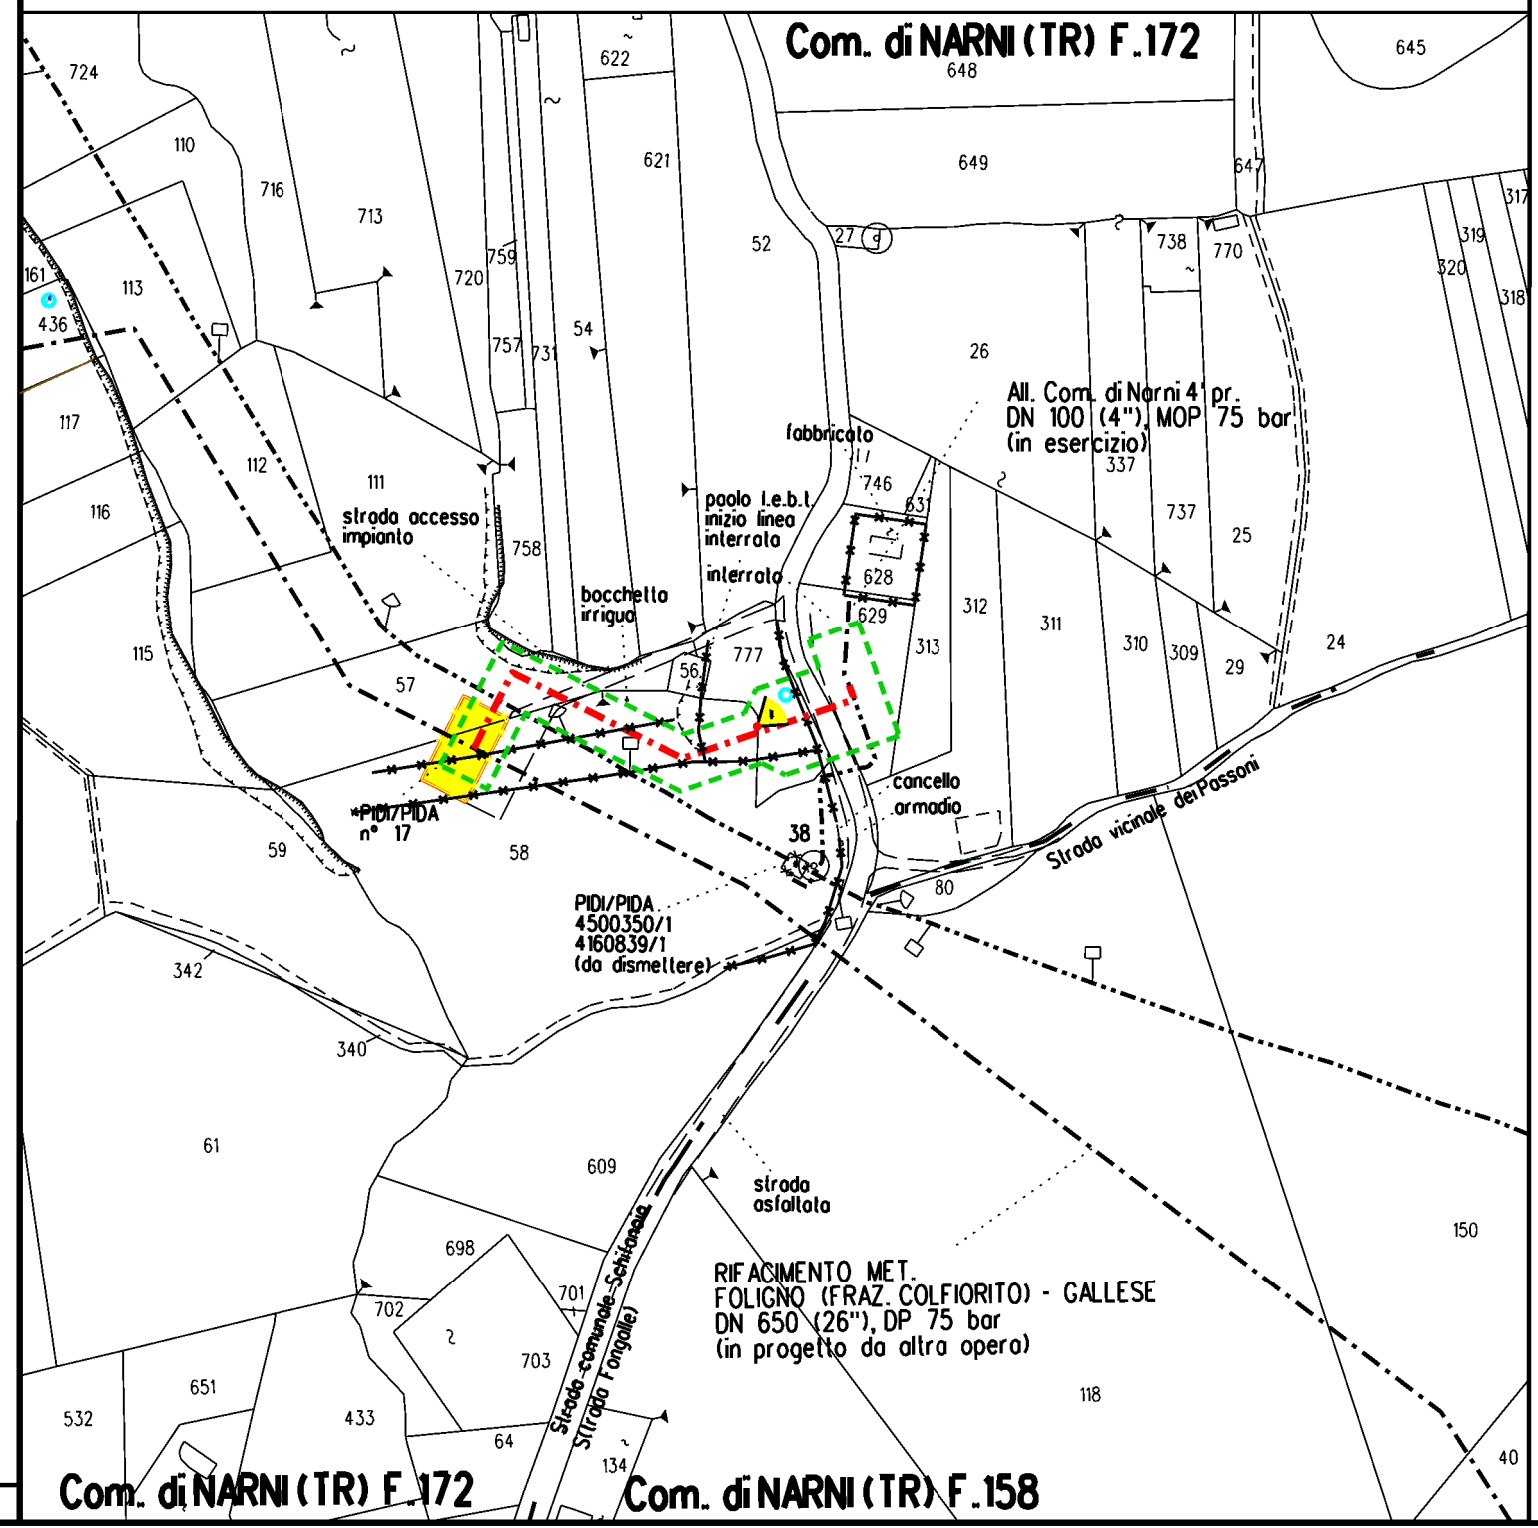 Com. di NARNI (TR) F.172
724
622
648
645
110
621
649
647
716
713
317
52
27
738
770
319
759
720
320
161
113
318
436
54
757
731
26
All. Com. di Narni 4^ pr.
DN 100 (4"), MOP 75 bar
(in esercizio)
117
fabbricato
112
111
337
746
631
116
strada accesso
impianto
palo t.e.b.t.
inizio linea
interrata
737
25
758
interrato
628
bocchetta
irrigua
629
312
311
310
309
29
24
115
313
777
56
57
cancello
armadio
PIDI/PIDA
n° 17
38
Strada vicinale dei Passoni
59
58
80
PIDI/PIDA
4500350/1
4160839/1
(da dismettere)
342
340
61
609
strada
asfaltata
150
698
701
702
RIFACIMENTO MET.
FOLIGNO (FRAZ. COLFIORITO) - GALLESE
DN 650 (26"), DP 75 bar
(in progetto da altra opera)
Strada comunale Schifanoia
S(trada Fongalle)
703
651
532
433
118
64
134
40
Com. di NARNI (TR) F.172
Com. di NARNI (TR) F.158